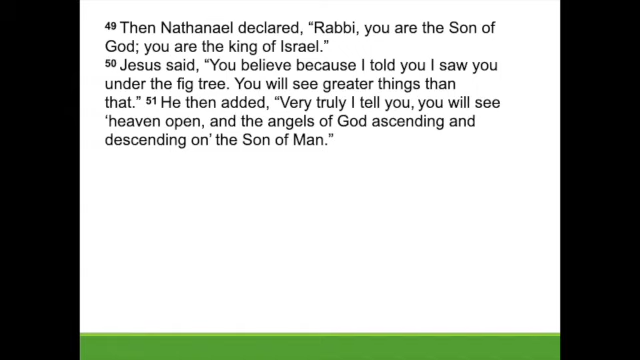 49 Then Nathanael declared, “Rabbi, you are the Son of
God; you are the king of Israel.”
50 Jesus said, “You believe because I told you I saw you
under the fig tree. You will see greater things than
that.” 51 He then added, “Very truly I tell you, you will see
‘heaven open, and the angels of God ascending and
descending on’ the Son of Man.”